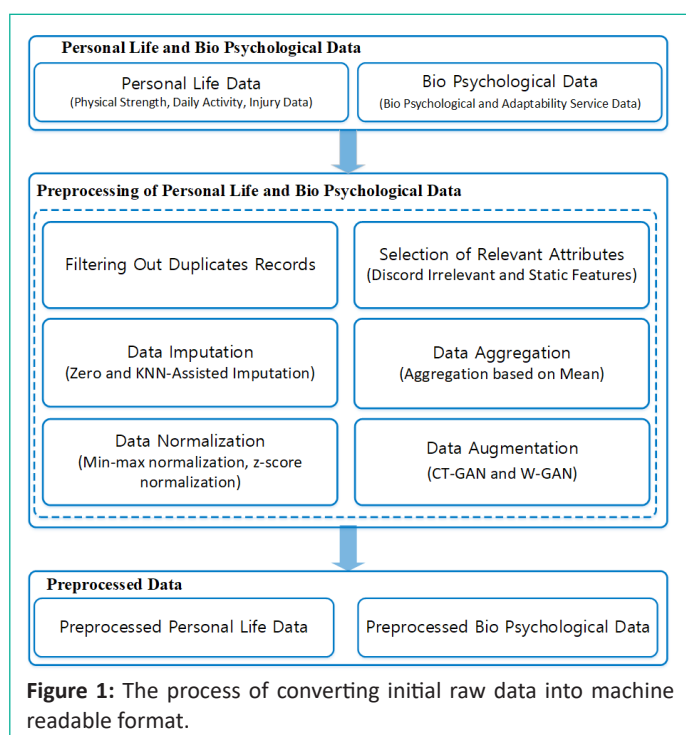 Personal Life and Bio Psychological Data
Personal Life Data
(Physical Strength, Daily Activity, Injury Data)
Bio Psychological Data
(Bio Psychological and Adaptability Service Data)
Preprocessing of Personal Life and Bio Psychological Data
Filtering Out Duplicates Records
Selection of Relevant Attributes
(Discord Irrelevant and Static Features)
Data Imputation
(Zero and KNN-Assisted Imputation)
Data Aggregation
(Aggregation based on Mean)
Data Normalization
(Min-max normalization, z-score
normalization)
Data Augmentation
(CT-GAN and W-GAN)
Preprocessed Data
Preprocessed Personal Life Data
Preprocessed Bio Psychological Data
Figure 1: The process of converting initial raw data into machine
readable format.